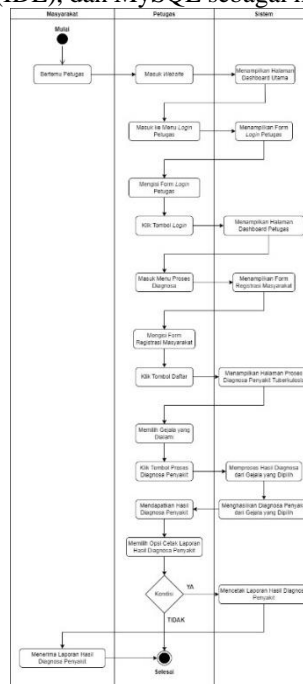 (IDE), dan MySQL sebagai
Masyarakat
Petugas
Sistem
Mulai
Bertemu Petugas
Masuk Website
Menampilkan Halaman
Dashboard Utama
Masuk ke Menu Login
Petugas
Menampilkan Form
Login Petugas
Mengisi Form Login
Petugas
Klik Tombol Login
Menampilkan Halaman
Dashboard Petugas
Masuk Menu Proses
Diagnosa
Menampilkan Form
Registrasi Masyarakat
Mengisi Form
Registrasi Masyarakat
Klik Tombol Daftar
Menampilkan Halaman Proses
Diagnosa Penyakit Tuberkulosis
Memilih Gejala yang
Dialami
Klik Tombol Proses
Diagnosa Penyakit
Memproses Hasil Diagnosa
dari Gejala yang Dipilih
Mendapatkan Hasil
Diagnosa Penyakit
Menghasilkan Diagnosa Penyakit
dari Gejala yang Dipilih
Memilih Opsi Cetak Laporan
Hasil Diagnosa Penyakit
Kondisi
YA
Mencetak Laporan Hasil Diagnosa
Penyakit
TIDAK
Menerima Laporan Hasil
Diagnosa Penyakit
Selesai